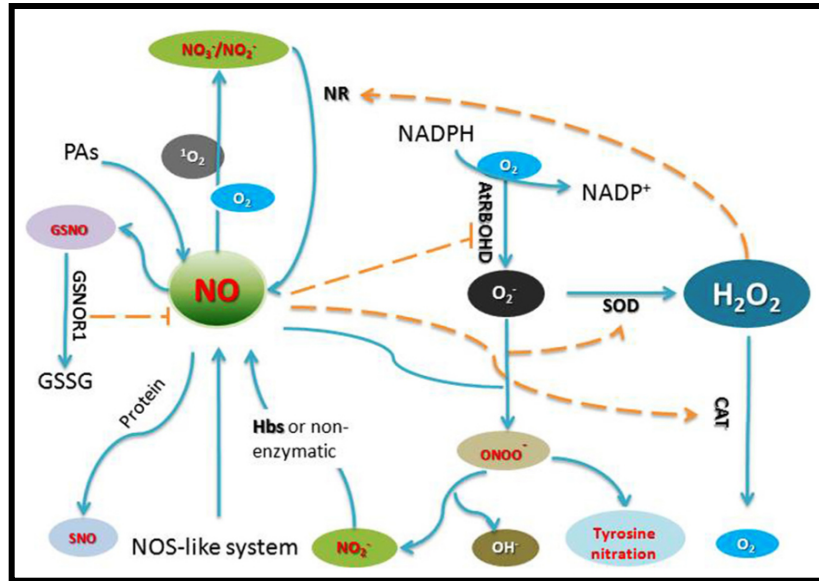 NO₃⁻/NO₂⁻
NR
NADPH
PAs
¹O₂
O₂
O₂
NADP⁺
AtRBOHD
GSNO
NO
GSNOR1
O₂⁻
SOD
H₂O₂
GSSG
Protein
Hbs or non-
enzymatic
CAT
ONOO⁻
SNO
NOS-like system
NO₂⁻
OH⁻
Tyrosine
nitration
O₂